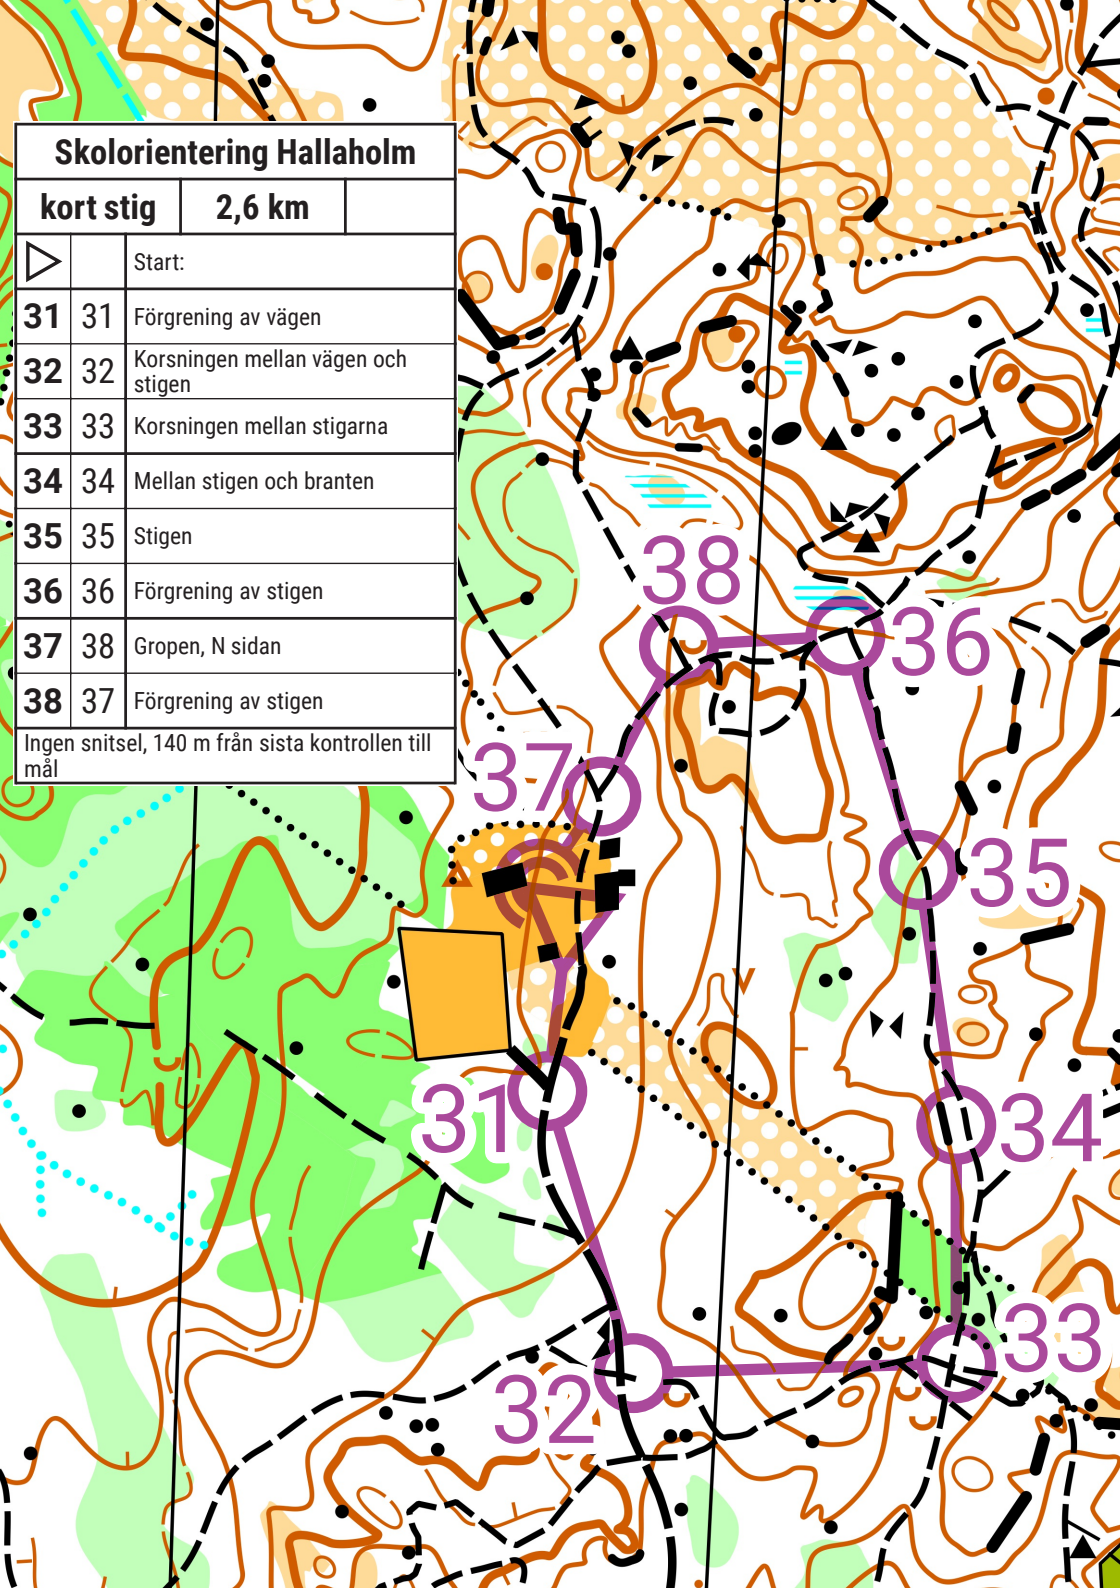 Skolorientering Hallaholm
kort stig 2,6 km
Start:
31 31 Förgrening av vägen
32 32 Korsningen mellan vägen och
stigen
33 33 Korsningen mellan stigarna
34 34 Mellan stigen och branten
35 35 Stigen
36 36 Förgrening av stigen
37 38 Gropen, N sidan
38 37 Förgrening av stigen
Ingen snitsel, 140 m från sista kontrollen till
mål
38
36
37
35
31
34
33
32